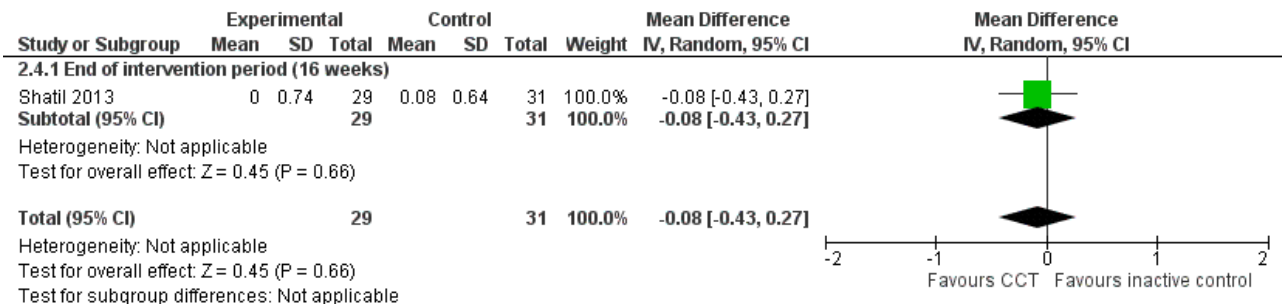 Experimental Control Mean Difference Mean Difference
Study or Subgroup Mean SD Total Mean SD Total Weight IV, Random, 95% CI IV, Random, 95% CI
2.4.1 End of intervention period (16 weeks)
Shatil 2013 0 0.74 29 0.08 0.64 31 100.0% -0.08 [-0.43, 0.27]
Subtotal (95% CI) 29 31 100.0% -0.08 [-0.43, 0.27]
Heterogeneity: Not applicable
Test for overall effect: Z = 0.45 (P = 0.66)
Total (95% CI) 29 31 100.0% -0.08 [-0.43, 0.27]
Heterogeneity: Not applicable
Test for overall effect: Z = 0.45 (P = 0.66)
Test for subgroup differences: Not applicable
-2 -1 0 1 2
Favours CCT Favours inactive control